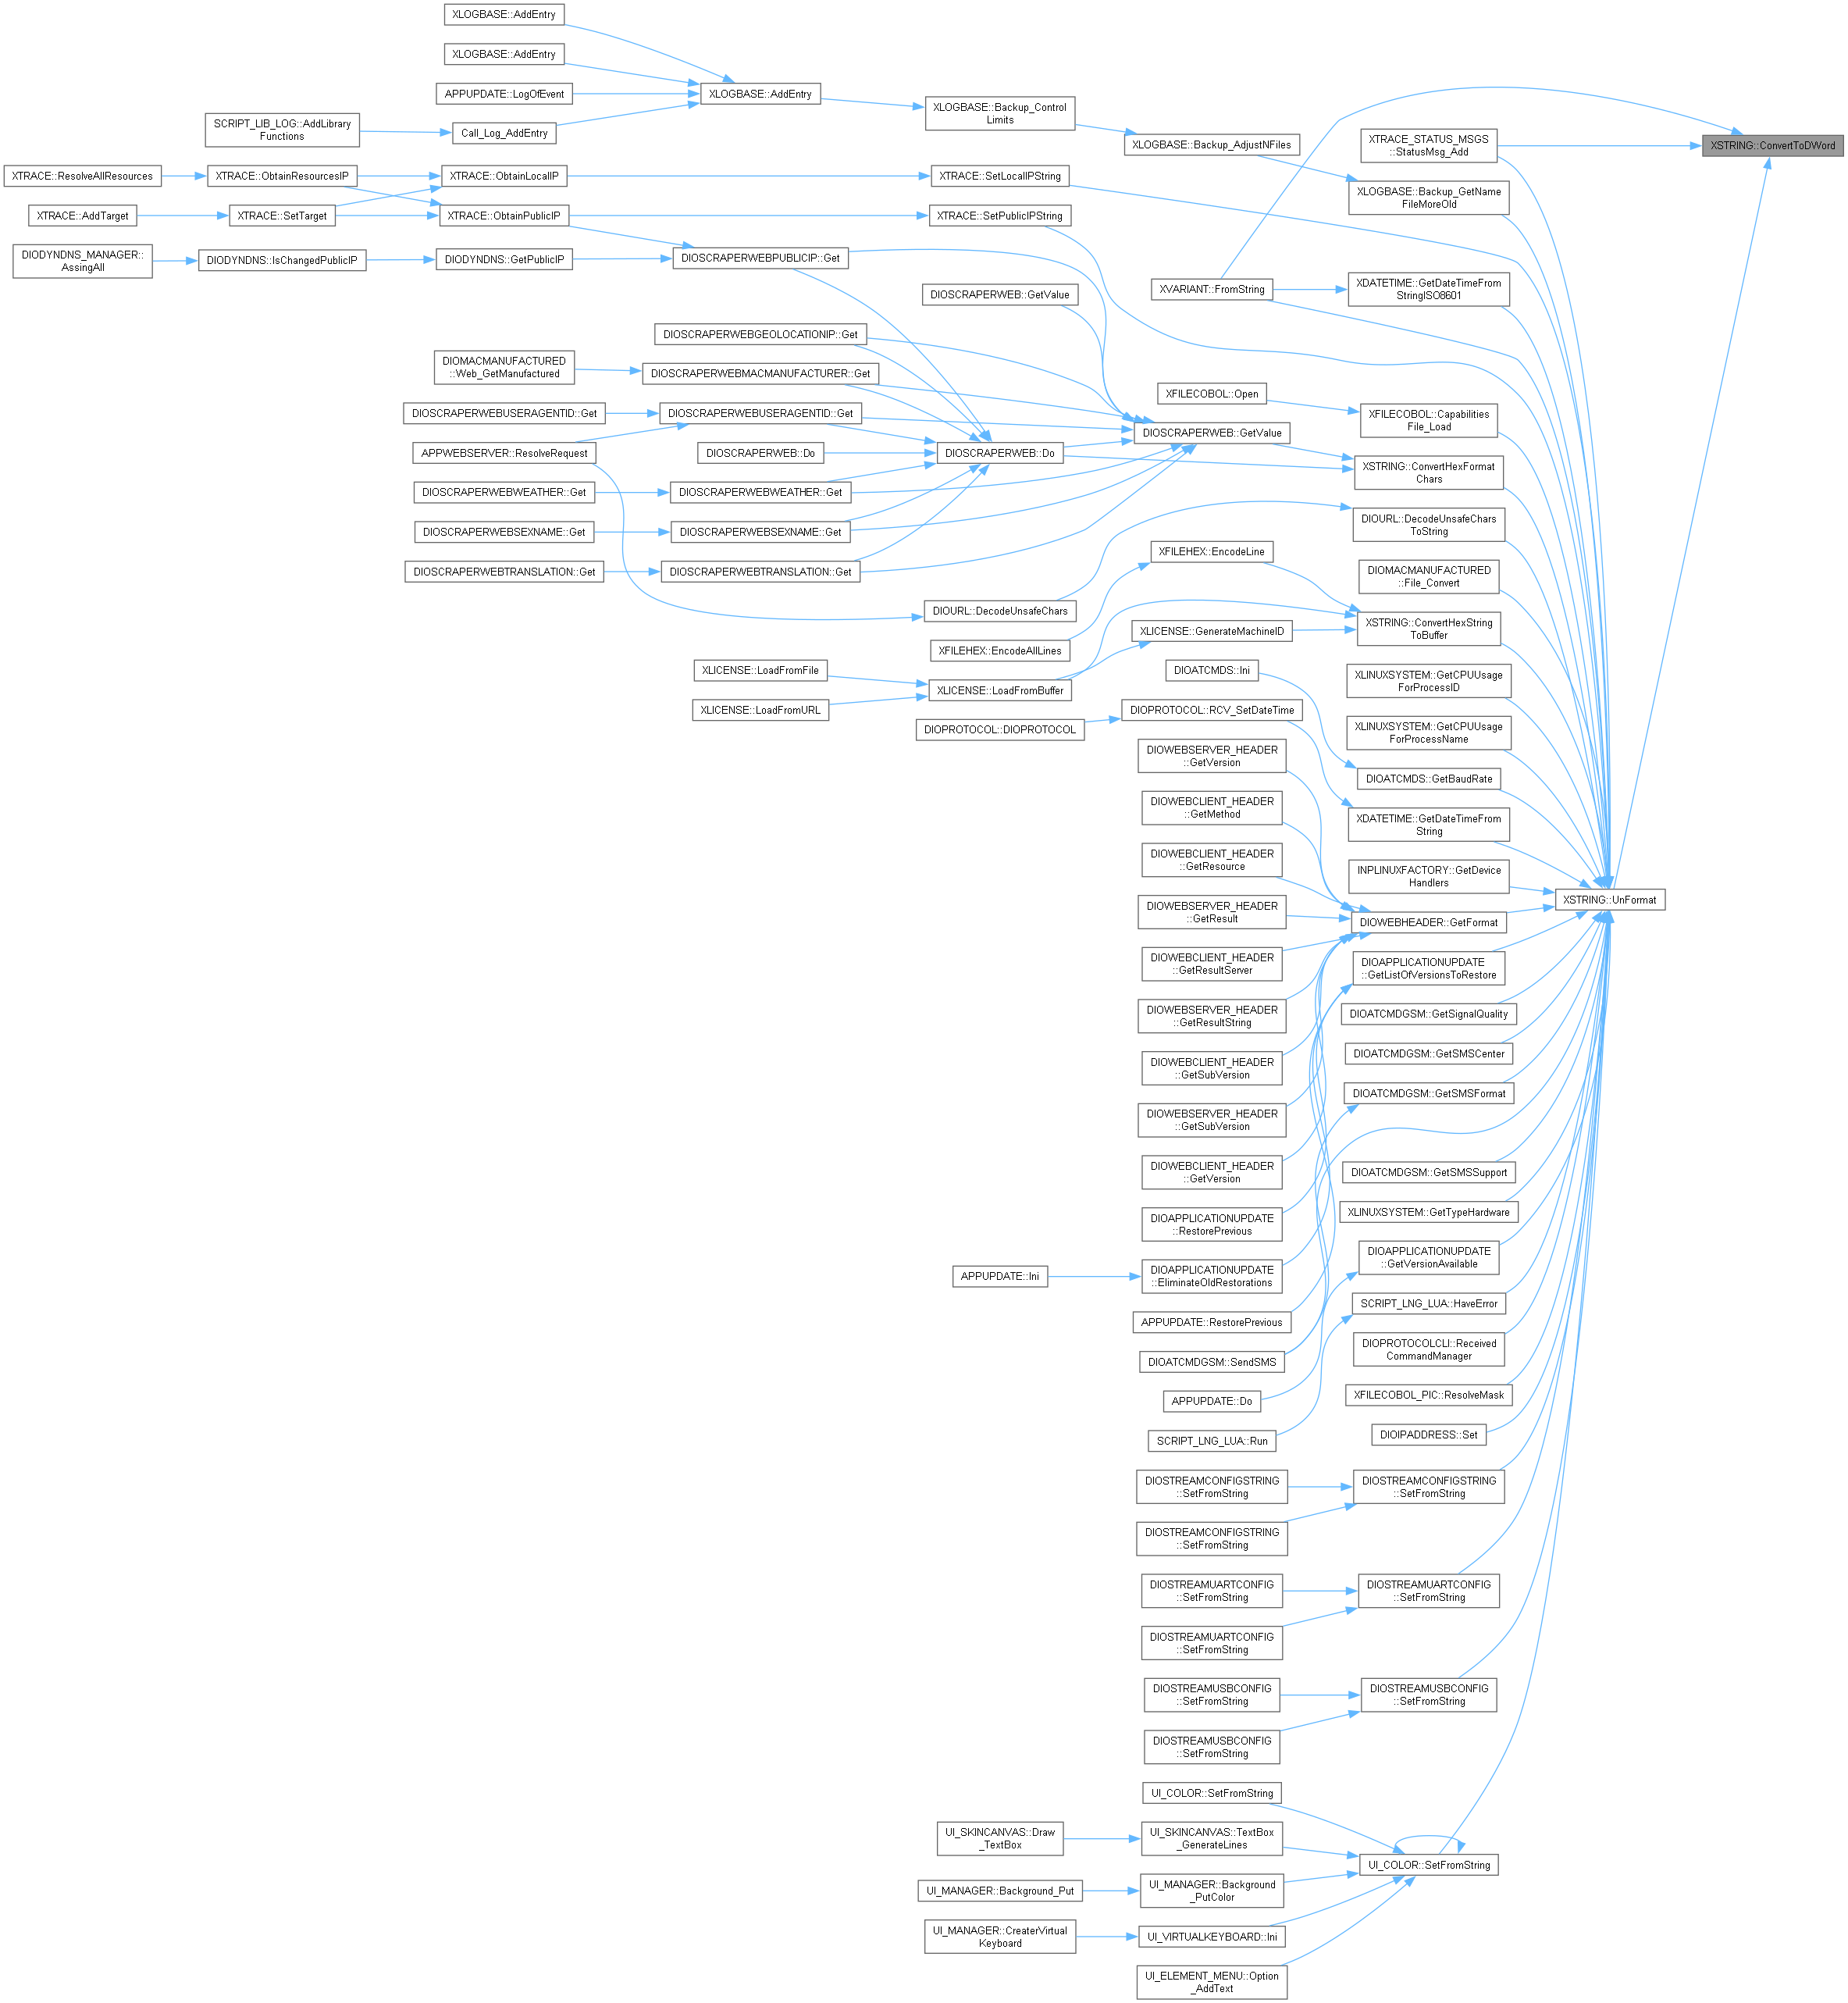 XLOGBASE::AddEntry
XLOGBASE::AddEntry
APPUPDATE::LogOfEvent
XLOGBASE::AddEntry
XLOGBASE::Backup_Control
Limits
SCRIPT_LIB_LOG::AddLibrary
Functions
Call_Log_AddEntry
XLOGBASE::Backup_AdjustNFiles
XTRACE_STATUS_MSGS
::StatusMsg_Add
XSTRING::ConvertToDWord
XTRACE::ResolveAllResources
XTRACE::ObtainResourcesIP
XTRACE::ObtainLocalIP
XTRACE::SetLocalIPString
XLOGBASE::Backup_GetName
FileMoreOld
XTRACE::AddTarget
XTRACE::SetTarget
XTRACE::ObtainPublicIP
XTRACE::SetPublicIPString
DIODYNDNS_MANAGER::
AssingAll
DIODYNDNS::IsChangedPublicIP
DIODYNDNS::GetPublicIP
DIOSCRAPERWEBPUBLICIP::Get
DIOSCRAPERWEB::GetValue
XVARIANT::FromString
XDATETIME::GetDateTimeFrom
StringISO8601
DIOSCRAPERWEBGEOLOCATIONIP::Get
DIOMACMANUFACTURED
::Web_GetManufactured
DIOSCRAPERWEBMACMANUFACTURER::Get
XFILECOBOL::Open
XFILECOBOL::Capabilities
File_Load
DIOSCRAPERWEBUSERAGENTID::Get
DIOSCRAPERWEBUSERAGENTID::Get
DIOSCRAPERWEB::GetValue
APPWEBSERVER::ResolveRequest
DIOSCRAPERWEB::Do
DIOSCRAPERWEB::Do
XSTRING::ConvertHexFormat
Chars
DIOSCRAPERWEBWEATHER::Get
DIOSCRAPERWEBWEATHER::Get
DIOSCRAPERWEBSEXNAME::Get
DIOSCRAPERWEBSEXNAME::Get
DIOURL::DecodeUnsafeChars
ToString
DIOSCRAPERWEBTRANSLATION::Get
DIOSCRAPERWEBTRANSLATION::Get
XFILEHEX::EncodeLine
DIOMACMANUFACTURED
::File_Convert
DIOURL::DecodeUnsafeChars
XFILEHEX::EncodeAllLines
XLICENSE::GenerateMachineID
XSTRING::ConvertHexString
ToBuffer
XLICENSE::LoadFromFile
XLICENSE::LoadFromURL
XLICENSE::LoadFromBuffer
DIOATCMDS::Ini
XLINUXSYSTEM::GetCPUUsage
ForProcessID
DIOPROTOCOL::DIOPROTOCOL
DIOPROTOCOL::RCV_SetDateTime
XLINUXSYSTEM::GetCPUUsage
ForProcessName
DIOWEBSERVER_HEADER
::GetVersion
DIOATCMDS::GetBaudRate
DIOWEBCLIENT_HEADER
::GetMethod
XDATETIME::GetDateTimeFrom
String
DIOWEBCLIENT_HEADER
::GetResource
INPLINUXFACTORY::GetDevice
Handlers
XSTRING::UnFormat
DIOWEBSERVER_HEADER
::GetResult
DIOWEBHEADER::GetFormat
DIOWEBCLIENT_HEADER
::GetResultServer
DIOAPPLICATIONUPDATE
::GetListOfVersionsToRestore
DIOWEBSERVER_HEADER
::GetResultString
DIOATCMDGSM::GetSignalQuality
DIOWEBCLIENT_HEADER
::GetSubVersion
DIOATCMDGSM::GetSMSCenter
DIOWEBSERVER_HEADER
::GetSubVersion
DIOATCMDGSM::GetSMSFormat
DIOWEBCLIENT_HEADER
::GetVersion
DIOATCMDGSM::GetSMSSupport
DIOAPPLICATIONUPDATE
::RestorePrevious
XLINUXSYSTEM::GetTypeHardware
APPUPDATE::Ini
DIOAPPLICATIONUPDATE
::EliminateOldRestorations
DIOAPPLICATIONUPDATE
::GetVersionAvailable
APPUPDATE::RestorePrevious
SCRIPT_LNG_LUA::HaveError
DIOATCMDGSM::SendSMS
DIOPROTOCOLCLI::Received
CommandManager
APPUPDATE::Do
XFILECOBOL_PIC::ResolveMask
SCRIPT_LNG_LUA::Run
DIOIPADDRESS::Set
DIOSTREAMCONFIGSTRING
::SetFromString
DIOSTREAMCONFIGSTRING
::SetFromString
DIOSTREAMCONFIGSTRING
::SetFromString
DIOSTREAMUARTCONFIG
::SetFromString
DIOSTREAMUARTCONFIG
::SetFromString
DIOSTREAMUARTCONFIG
::SetFromString
DIOSTREAMUSBCONFIG
::SetFromString
DIOSTREAMUSBCONFIG
::SetFromString
DIOSTREAMUSBCONFIG
::SetFromString
UI_COLOR::SetFromString
UI_SKINCANVAS::Draw
_TextBox
UI_SKINCANVAS::TextBox
_GenerateLines
UI_COLOR::SetFromString
UI_MANAGER::Background_Put
UI_MANAGER::Background
_PutColor
UI_MANAGER::CreaterVirtual
Keyboard
UI_VIRTUALKEYBOARD::Ini
UI_ELEMENT_MENU::Option
_AddText